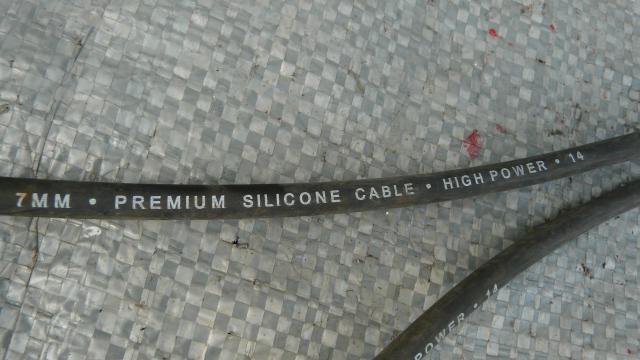 7MM • PREMIUM SILICONE CABLE • HIGH POWER • 14
POWER • 14